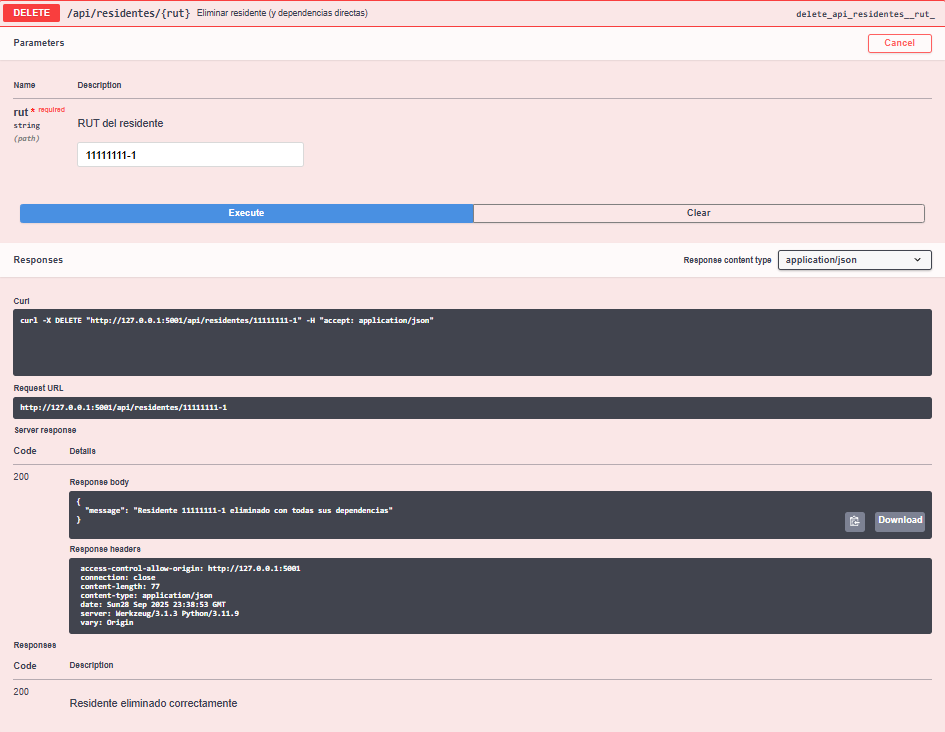 DELETE /api/residentes/{rut} Eliminar residente (y dependencias directas) delete_api_residentes__rut_
Parameters Cancel
Name Description
rut * required
string
(path)
RUT del residente
11111111-1
Execute Clear
Responses Response content type application/json
Curl
curl -X DELETE "http://127.0.0.1:5001/api/residentes/11111111-1" -H "accept: application/json"
Request URL
http://127.0.0.1:5001/api/residentes/11111111-1
Server response
Code Details
200
Response body
{
"message": "Residente 11111111-1 eliminado con todas sus dependencias"
}
Download
Response headers
access-control-allow-origin: http://127.0.0.1:5001
connection: close
content-length: 77
content-type: application/json
date: Sun28 Sep 2025 23:38:53 GMT
server: Werkzeug/3.1.3 Python/3.11.9
vary: Origin
Responses
Code Description
200
Residente eliminado correctamente